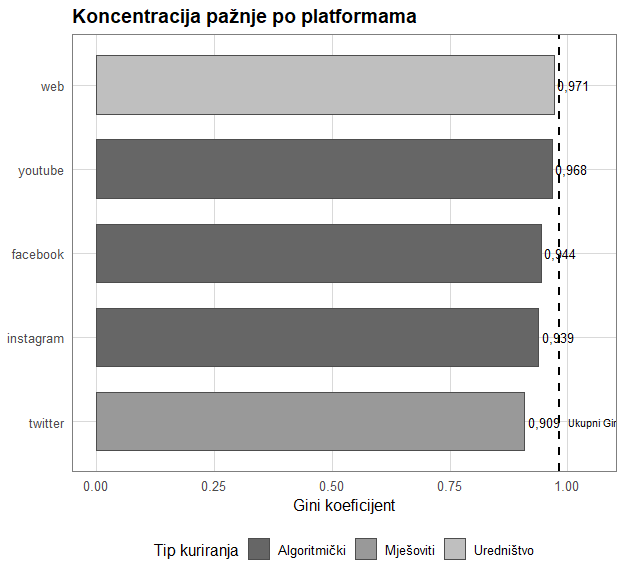 Koncentracija pažnje po platformama
web
0,971
youtube
0,968
facebook
0,944
instagram
0,939
twitter
0,909
Ukupni Gin
0.00
0.25
0.50
0.75
1.00
Gini koeficijent
Tip kuriranja
Algoritmički
Mješoviti
Uredništvo